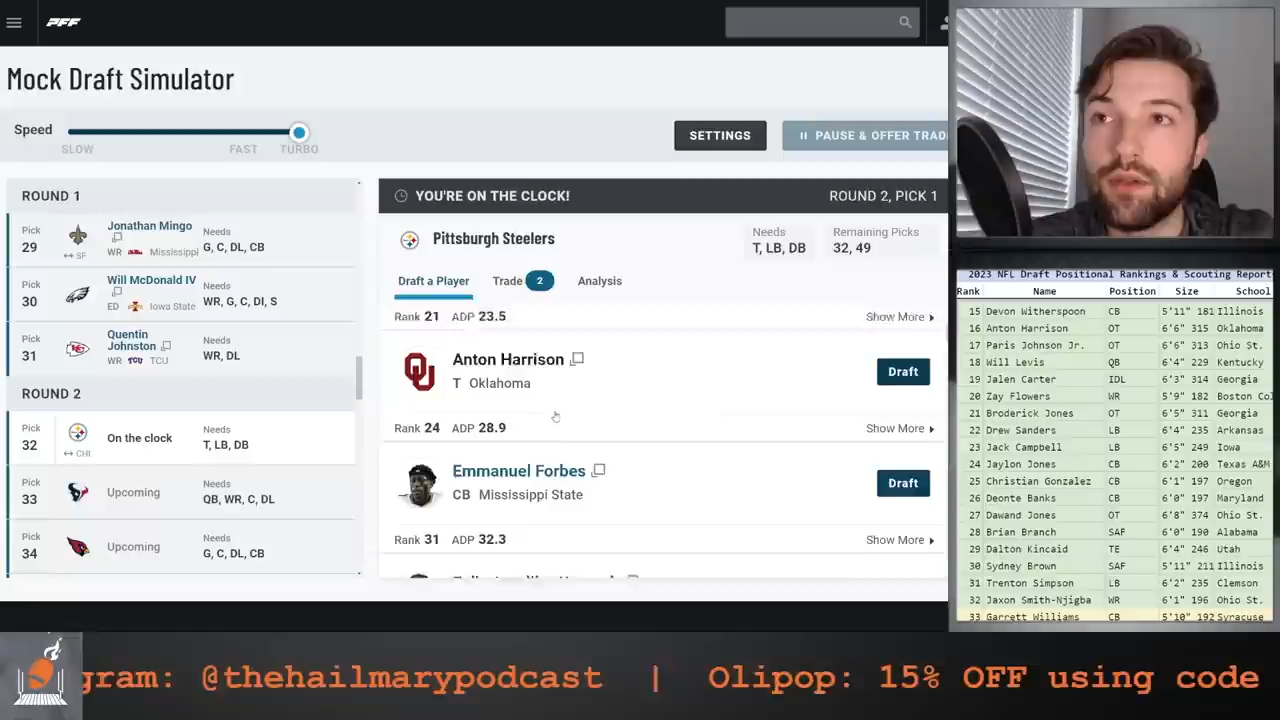 PFF
Mock Draft Simulator
Speed
SLOW
FAST
TURBO
SETTINGS
PAUSE & OFFER TRAD
ROUND 1
Pick
29
SF
Jonathan Mingo
WR Mississippi
Needs
G, C, DL, CB
Pick
30
Will McDonald IV
ED Iowa State
Needs
WR, G, C, DI, S
Pick
31
Quentin
Johnston
WR TCU TCU
Needs
WR, DL
ROUND 2
Pick
32
CHI
On the clock
Needs
T, LB, DB
Pick
33
Upcoming
Needs
QB, WR, C, DL
Pick
34
Upcoming
Needs
G, C, DL, CB
YOU'RE ON THE CLOCK!
ROUND 2, PICK 1
Pittsburgh Steelers
Needs
T, LB, DB
Remaining Picks
32, 49
Draft a Player
Trade 2
Analysis
Rank 21 ADP 23.5
Show More
Anton Harrison
T Oklahoma
Draft
Rank 24 ADP 28.9
Show More
Emmanuel Forbes
CB Mississippi State
Draft
Rank 31 ADP 32.3
Show More
2023 NFL Draft Positional Rankings & Scouting Report
Rank Name Position Size School
15 Devon Witherspoon CB 5'11" 181 Illinois
16 Anton Harrison OT 6'6" 315 Oklahoma
17 Paris Johnson Jr. OT 6'6" 313 Ohio St.
18 Will Levis QB 6'4" 229 Kentucky
19 Jalen Carter IDL 6'3" 314 Georgia
20 Zay Flowers WR 5'9" 182 Boston Co
21 Broderick Jones OT 6'5" 311 Georgia
22 Drew Sanders LB 6'4" 235 Arkansas
23 Jack Campbell LB 6'5" 249 Iowa
24 Jaylon Jones CB 6'2" 200 Texas A&M
25 Christian Gonzalez CB 6'1" 197 Oregon
26 Deonte Banks CB 6'0" 197 Maryland
27 Dawand Jones OT 6'8" 374 Ohio St.
28 Brian Branch SAF 6'0" 190 Alabama
29 Dalton Kincaid TE 6'4" 246 Utah
30 Sydney Brown SAF 5'11" 211 Illinois
31 Trenton Simpson LB 6'2" 235 Clemson
32 Jaxon Smith-Njigba WR 6'1" 196 Ohio St.
33 Garrett Williams CB 5'10" 192 Syracuse
gram: @thehailmarypodcast | Olipop: 15% OFF using code